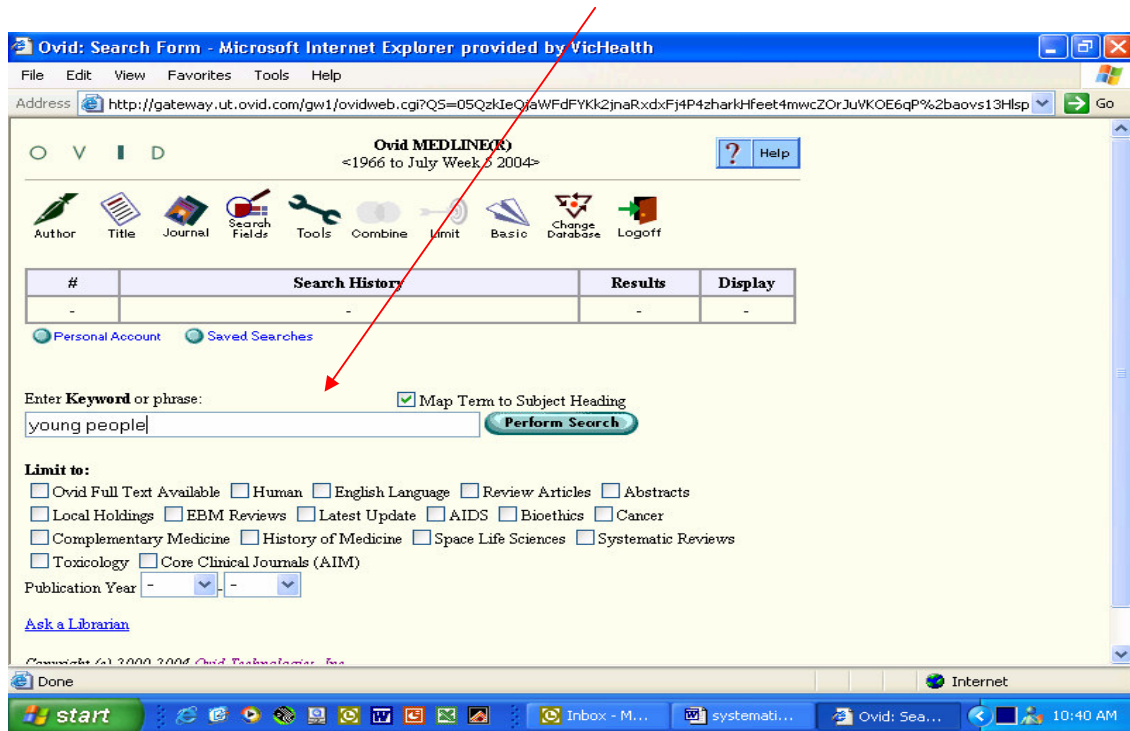 Ovid: Search Form - Microsoft Internet Explorer provided by VicHealth
File Edit View Favorites Tools Help
Address http://gateway.ut.ovid.com/gw1/ovidweb.cgi?QS=05QzkIeQjaWFdFYKk2jnaRxdxFj4P4zharkHfeet4mwcZOrJuVKOE6qP%2baovs13Hlsp Go
O V I D
Ovid MEDLINE(R)
<1966 to July Week 5 2004>
? Help
Author Title Journal Search Fields Tools Combine Limit Basic Change Database Logoff
# Search History Results Display
- - - -
Personal Account Saved Searches
Enter Keyword or phrase: Map Term to Subject Heading
young people Perform Search
Limit to:
Ovid Full Text Available Human English Language Review Articles Abstracts
Local Holdings EBM Reviews Latest Update AIDS Bioethics Cancer
Complementary Medicine History of Medicine Space Life Sciences Systematic Reviews
Toxicology Core Clinical Journals (AIM)
Publication Year - - -
Ask a Librarian
Copyright (c) 2000-2004 Ovid Technologies, Inc.
Done Internet
start Inbox - M... systemati... Ovid: Sea... 10:40 AM